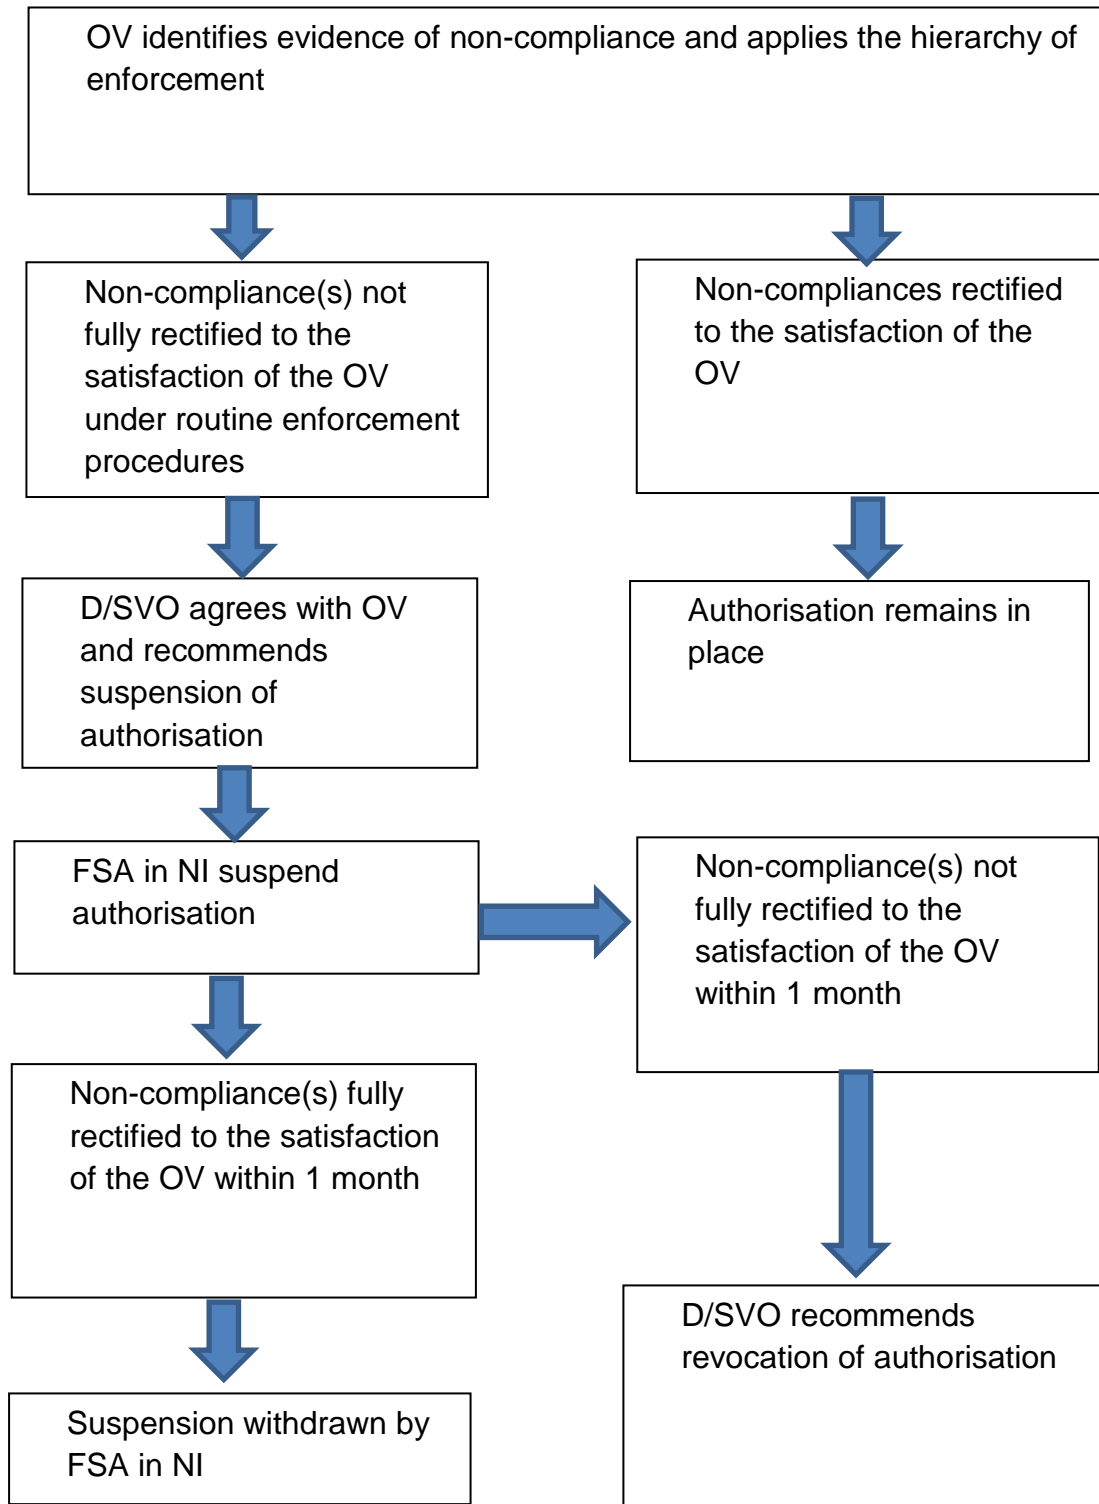 OV identifies evidence of non-compliance and applies the hierarchy of
enforcement
Non-compliance(s) not
fully rectified to the
satisfaction of the OV
under routine enforcement
procedures
Non-compliances rectified
to the satisfaction of the
OV
D/SVO agrees with OV
and recommends
suspension of
authorisation
Authorisation remains in
place
FSA in NI suspend
authorisation
Non-compliance(s) not
fully rectified to the
satisfaction of the OV
within 1 month
Non-compliance(s) fully
rectified to the satisfaction
of the OV within 1 month
D/SVO recommends
revocation of authorisation
Suspension withdrawn by
FSA in NI